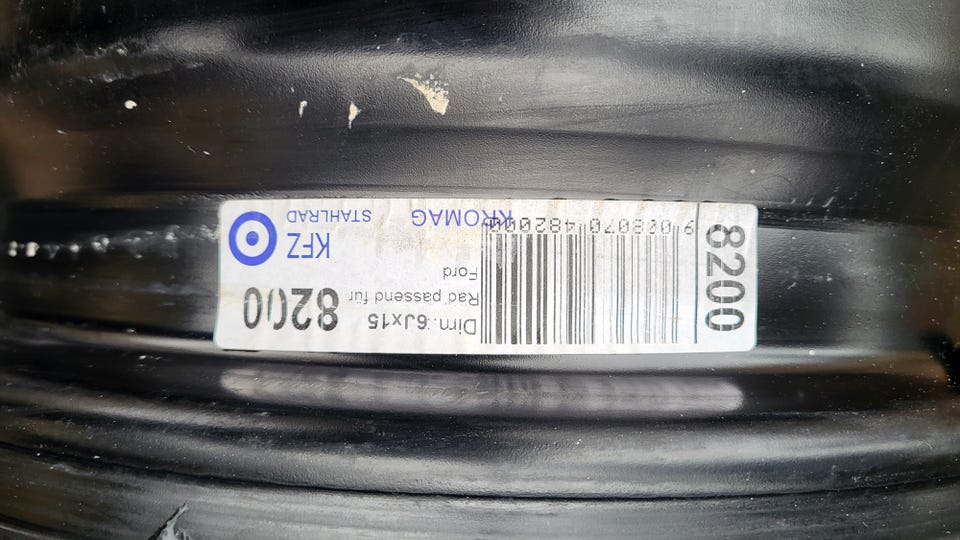 KFZ
STAHLRAD
KROMAG
8200
Dim.: 6Jx15
Rad passend für
Ford
9 008070 482000
8200